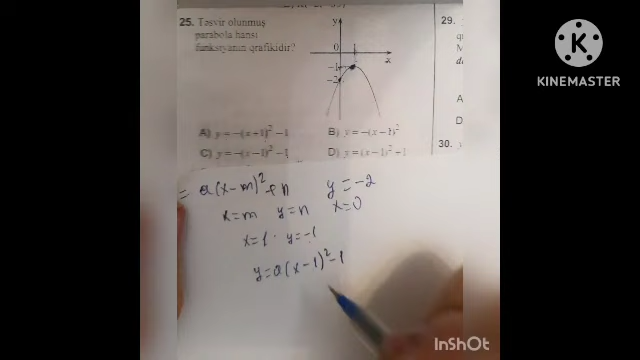 25. Təsvir olunmuş
parabola hansı
funksiyanın qrafikidir?
y
0
1
x
-1
-2
A) y = -(x+1)² - 1
B) y = -(x-1)²
C) y = -(x-1)² - 1
D) y = (x-1)² + 1
29.
A
30.
= a(x-m)² + n
y = -2
x = m y = n x = 0
x = 1 y = -1
y = a(x-1)² - 1
K
KINEMASTER
InShOt